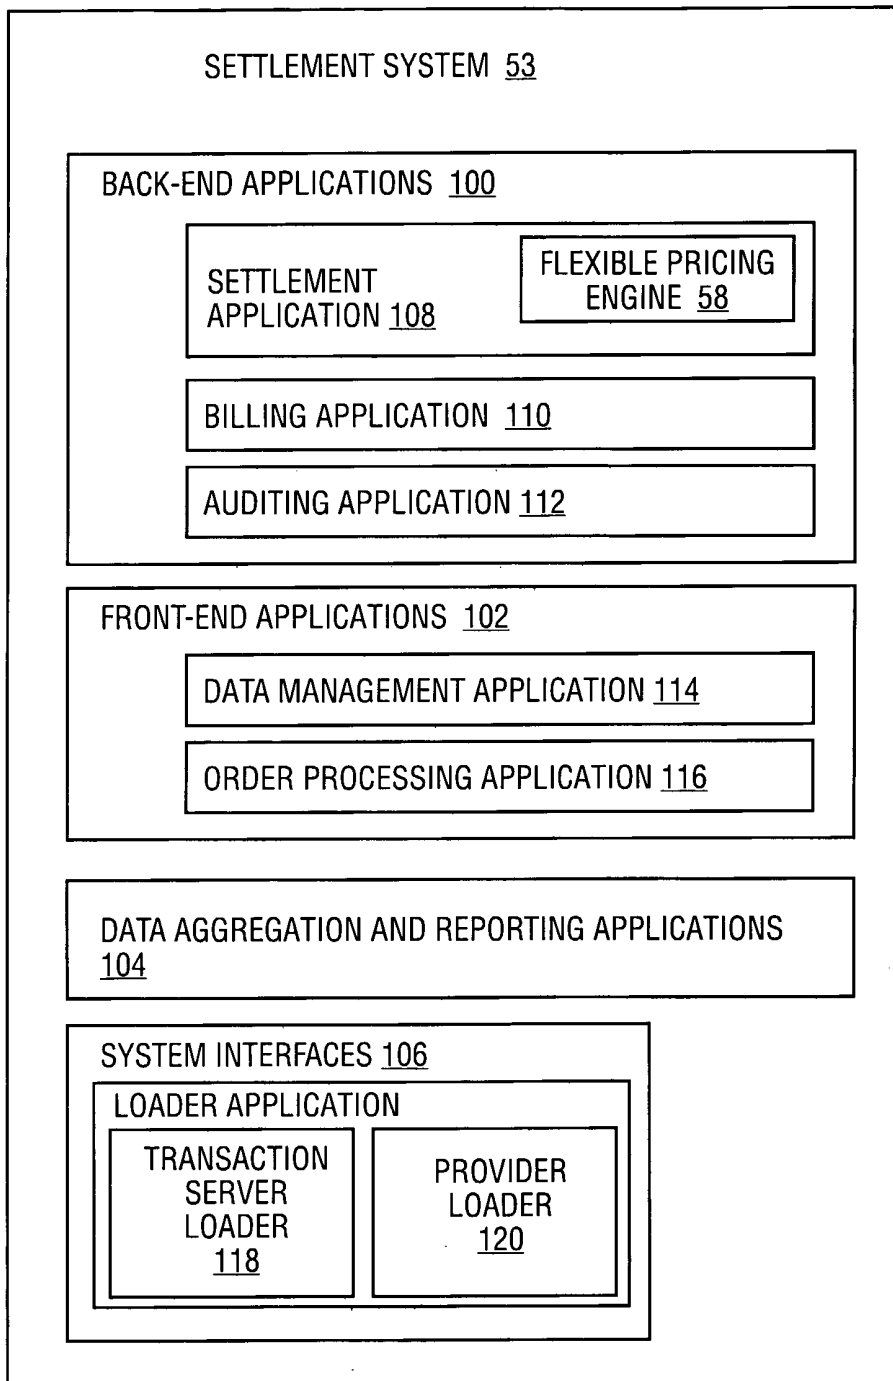 SETTLEMENT SYSTEM 53
BACK-END APPLICATIONS 100
SETTLEMENT
APPLICATION 108
FLEXIBLE PRICING
ENGINE 58
BILLING APPLICATION 110
AUDITING APPLICATION 112
FRONT-END APPLICATIONS 102
DATA MANAGEMENT APPLICATION 114
ORDER PROCESSING APPLICATION 116
DATA AGGREGATION AND REPORTING APPLICATIONS
104
SYSTEM INTERFACES 106
LOADER APPLICATION
TRANSACTION
SERVER
LOADER
118
PROVIDER
LOADER
120